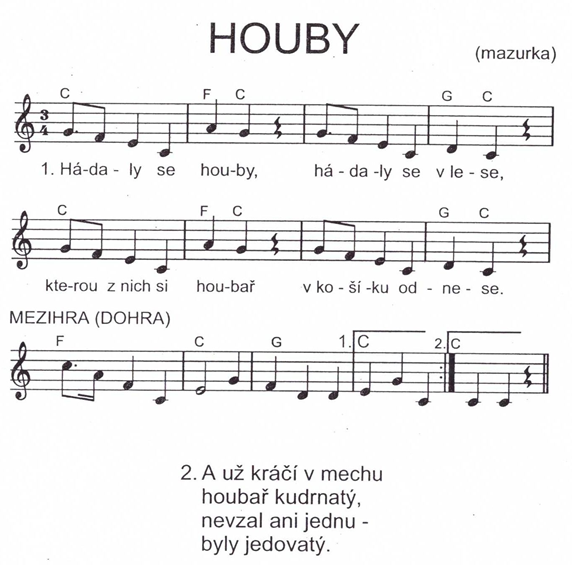 HOUBY
(mazurka)
C F C G C
3
4
1. Há-da - ly se hou-by, há - da -ly se v le - se,
C F C G C
kte-rou z nich si hou-bař v ko - ší -ku od - ne - se.
MEZIHRA (DOHRA)
F C G 1. C 2. C
2. A už kráčí v mechu
houbař kudrnatý,
nevzal ani jednu -
byly jedovatý.